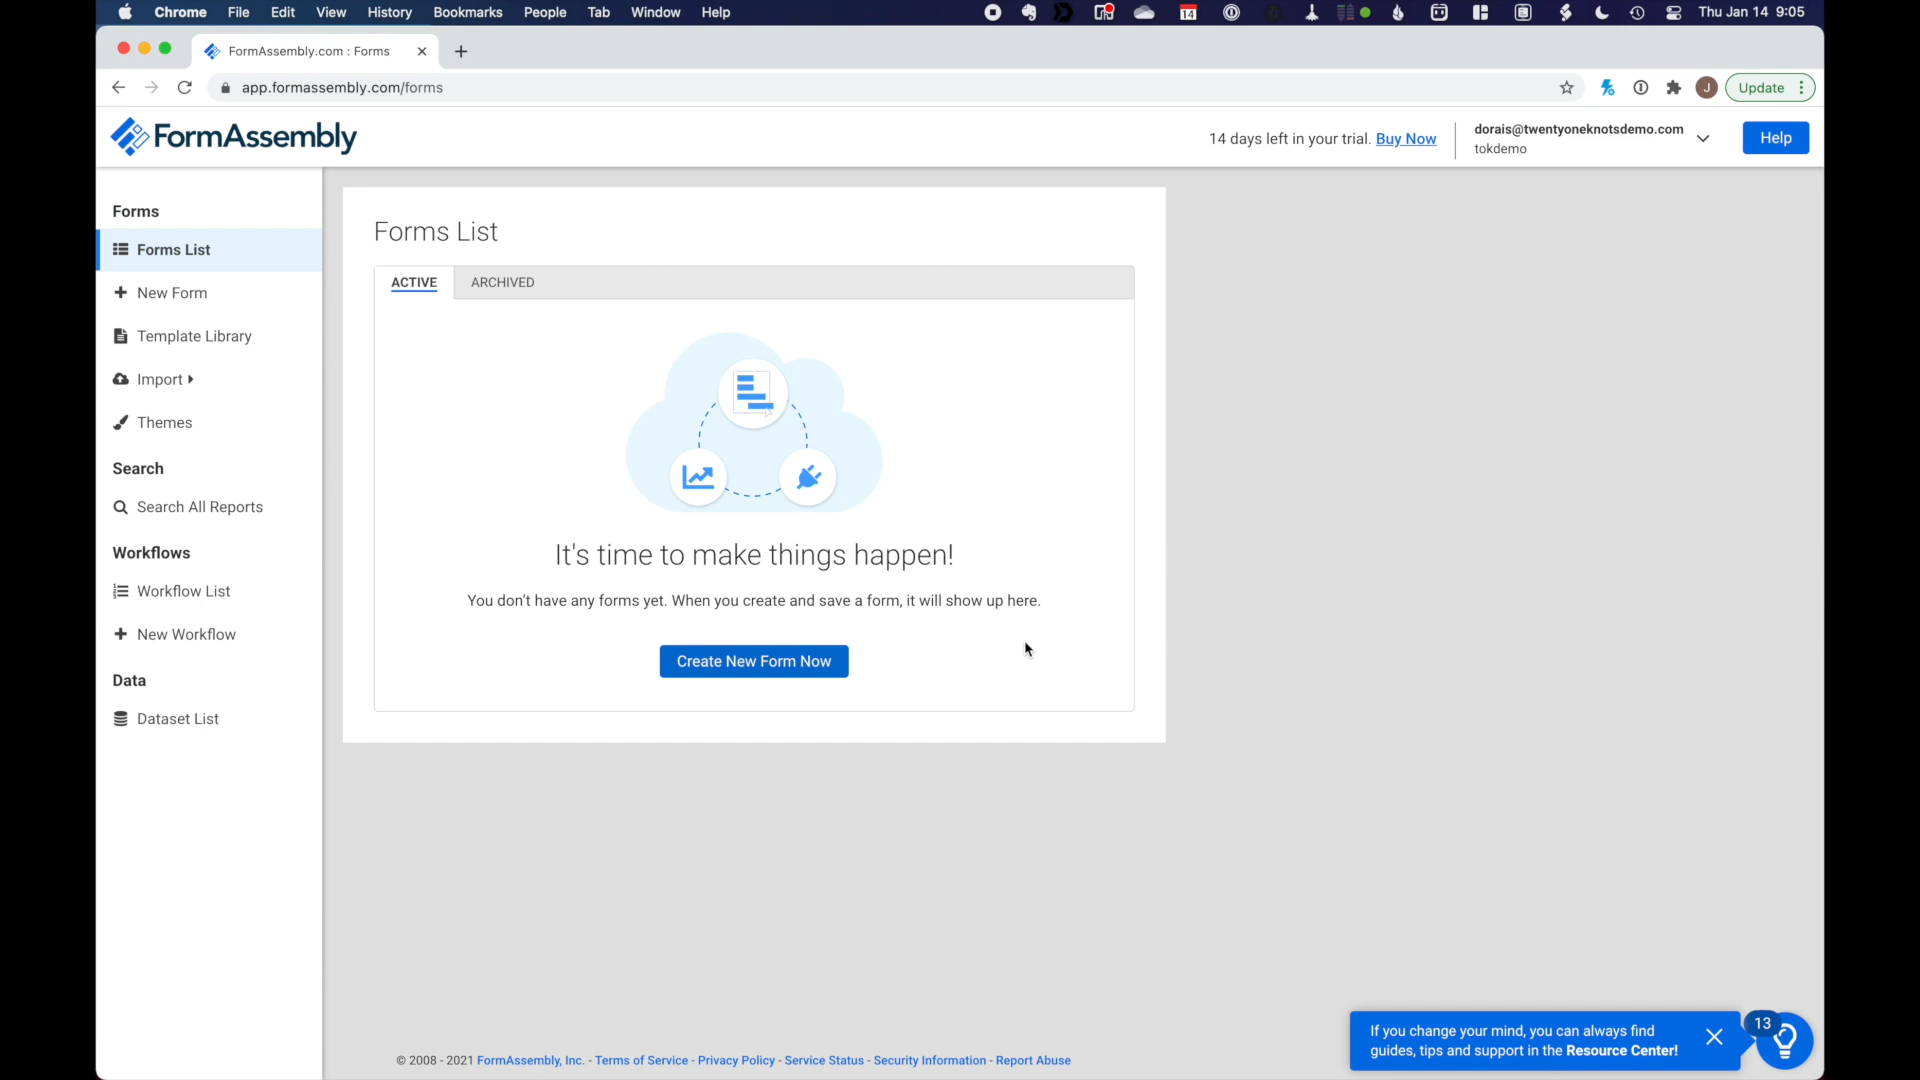 Chrome File Edit View History Bookmarks People Tab Window Help
14
Thu Jan 14 9:05
FormAssembly.com : Forms
app.formassembly.com/forms
J
Update
FormAssembly
14 days left in your trial. Buy Now
dorais@twentyoneknotsdemo.com
tokdemo
Help
Forms
Forms List
New Form
Template Library
Import
Themes
Search
Search All Reports
Workflows
Workflow List
New Workflow
Data
Dataset List
Forms List
ACTIVE ARCHIVED
It's time to make things happen!
You don't have any forms yet. When you create and save a form, it will show up here.
Create New Form Now
© 2008 - 2021 FormAssembly, Inc. - Terms of Service - Privacy Policy - Service Status - Security Information - Report Abuse
If you change your mind, you can always find
guides, tips and support in the Resource Center!
13